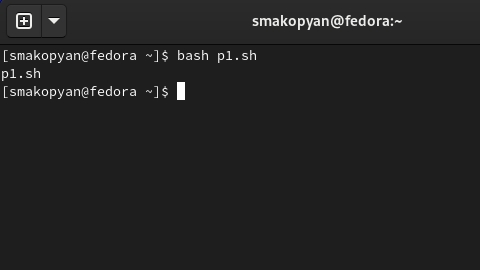 smakopyan@fedora:~
[smakopyan@fedora ~]$ bash p1.sh
p1.sh
[smakopyan@fedora ~]$